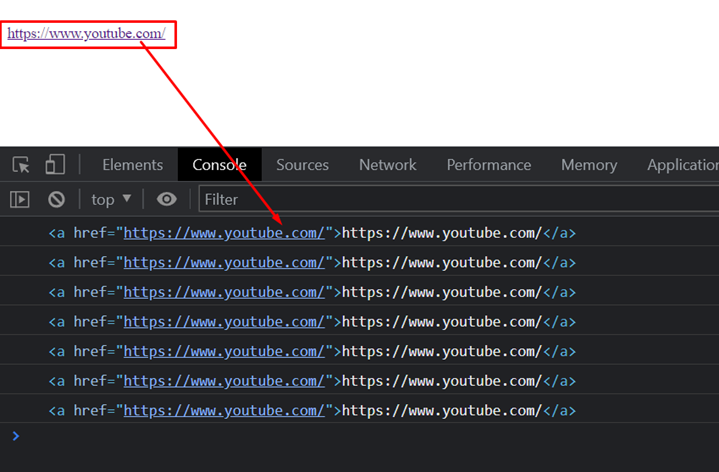 https://www.youtube.com/
Elements Console Sources Network Performance Memory Application
top ▼ Filter
<a href="https://www.youtube.com/">https://www.youtube.com/</a>
<a href="https://www.youtube.com/">https://www.youtube.com/</a>
<a href="https://www.youtube.com/">https://www.youtube.com/</a>
<a href="https://www.youtube.com/">https://www.youtube.com/</a>
<a href="https://www.youtube.com/">https://www.youtube.com/</a>
<a href="https://www.youtube.com/">https://www.youtube.com/</a>
<a href="https://www.youtube.com/">https://www.youtube.com/</a>